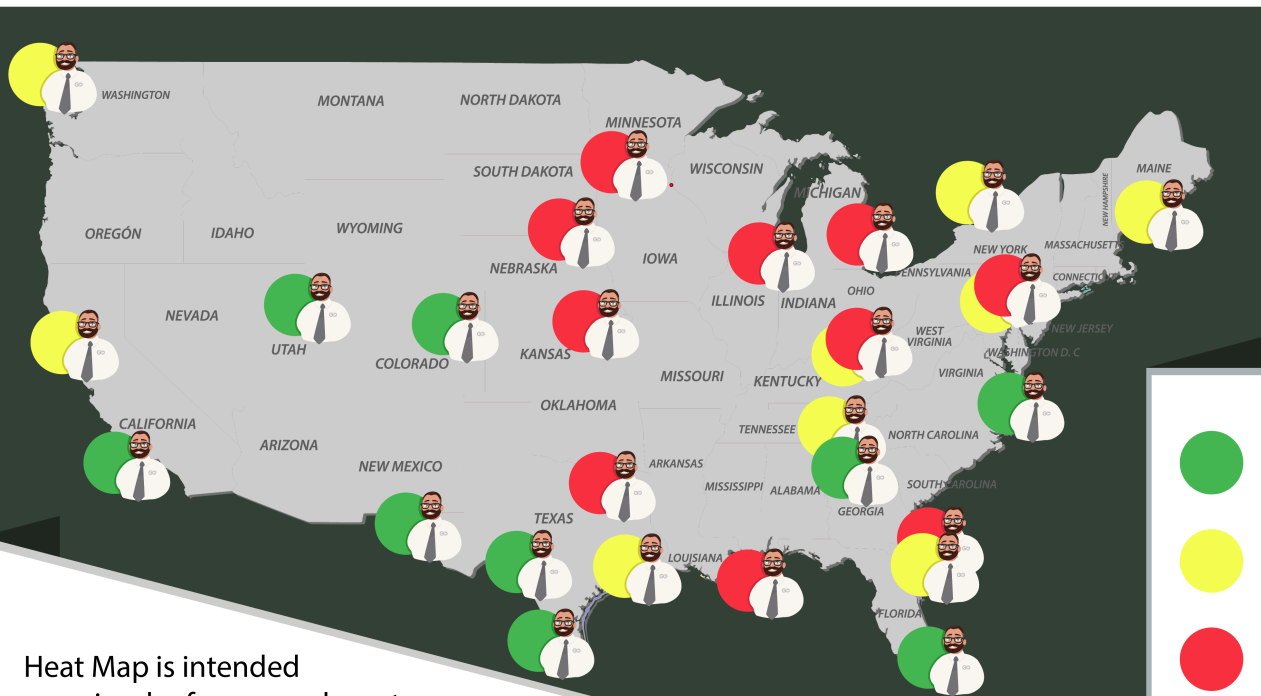 WASHINGTON
MONTANA
NORTH DAKOTA
MINNESOTA
SOUTH DAKOTA
WISCONSIN
MICHIGAN
MAINE
NEW HAMPSHIRE
OREGÓN
IDAHO
WYOMING
NEBRASKA
IOWA
NEW YORK
MASSACHUSETTS
ENNSYLVANIA
CONNECTIC
NEVADA
UTAH
COLORADO
KANSAS
ILLINOIS
INDIANA
OHIO
WEST
VIRGINIA
NEW JERSEY
WASHINGTON D. C
VIRGINIA
MISSOURI
KENTUCKY
CALIFORNIA
ARIZONA
NEW MEXICO
OKLAHOMA
TENNESSEE
NORTH CAROLINA
ARKANSAS
MISSISSIPPI
ALABAMA
SOUTH CAROLINA
GEORGIA
TEXAS
LOUISIANA
FLORIDA
Heat Map is intended